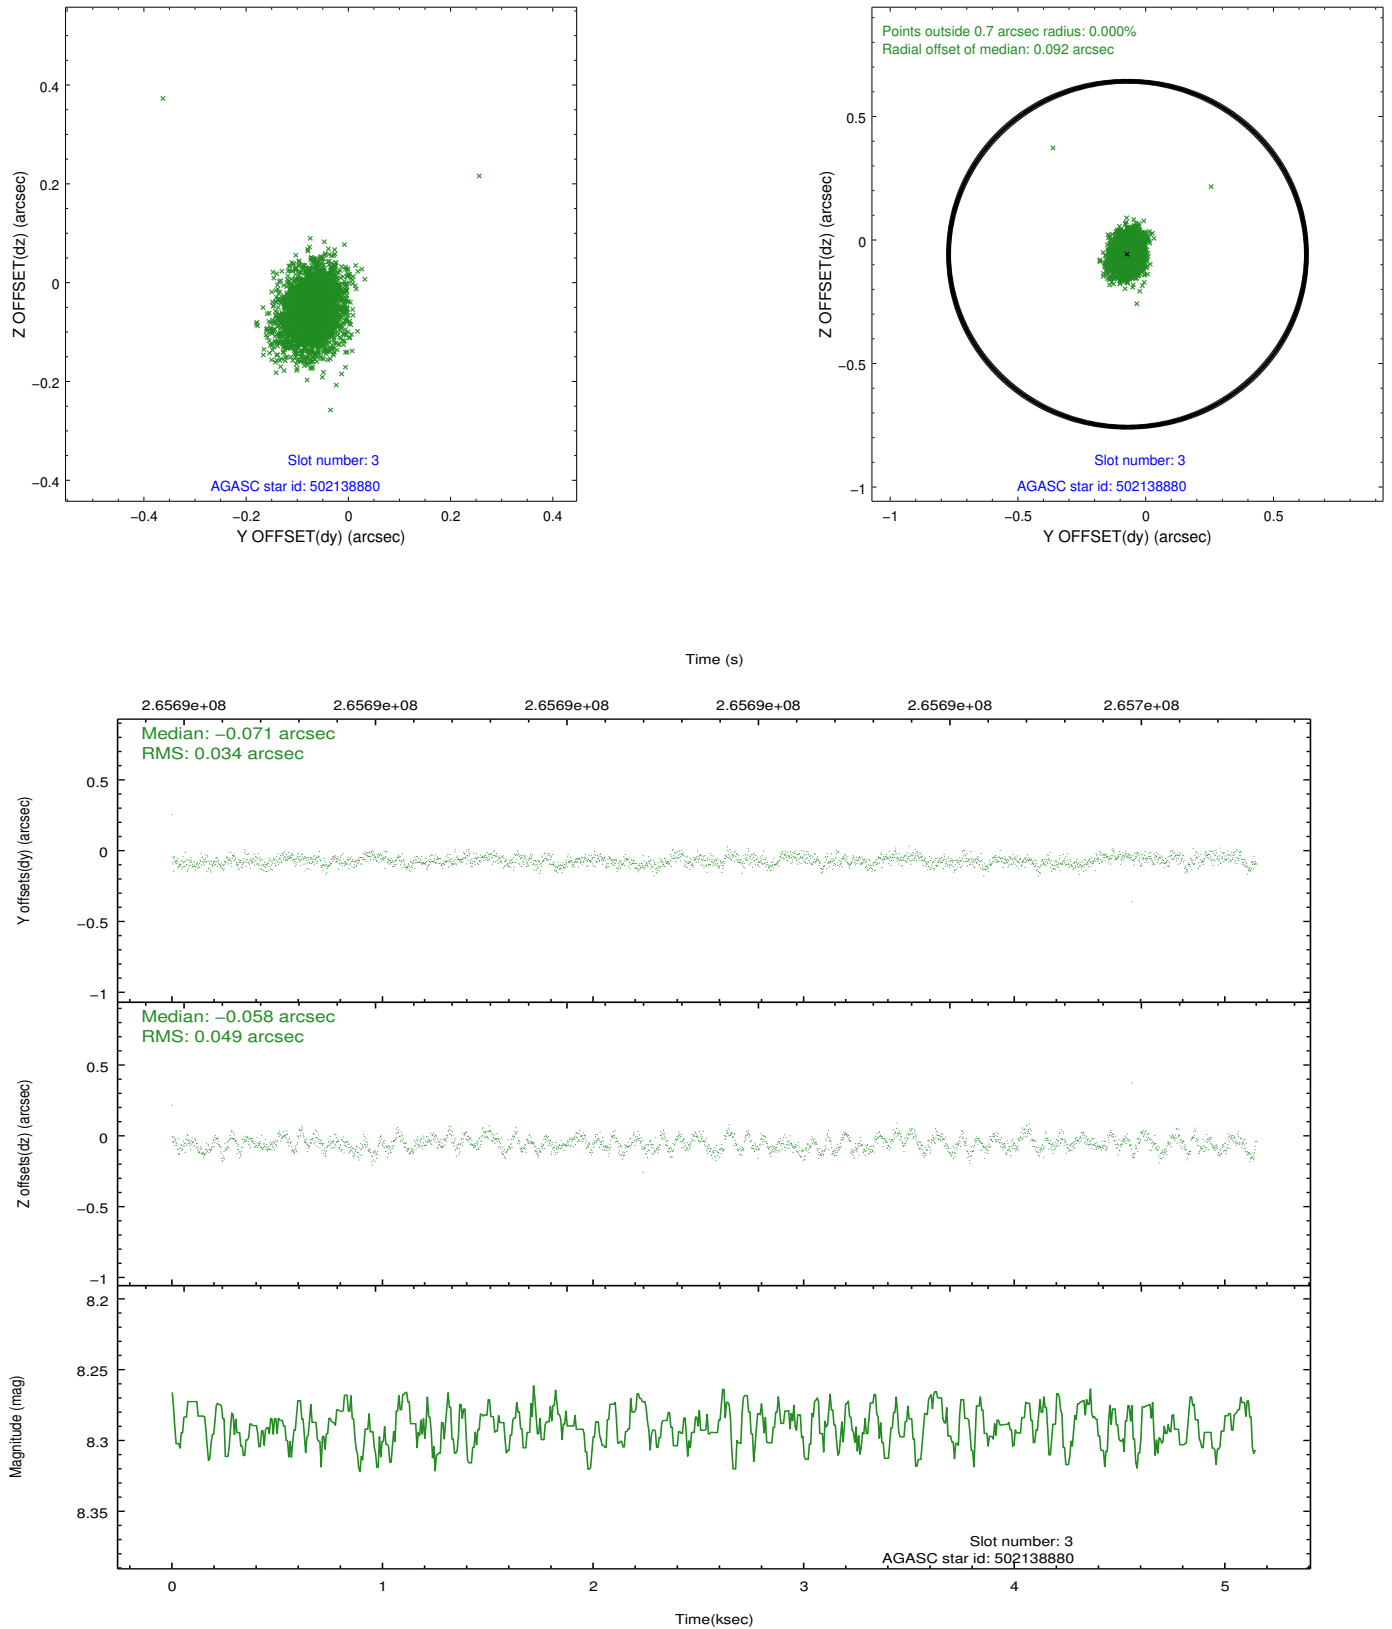 0.4
0.2
0
−0.2
−0.4
Z OFFSET(dz) (arcsec)
Slot number: 3
AGASC star id: 502138880
−0.4 −0.2 0 0.2 0.4
Y OFFSET(dy) (arcsec)
Points outside 0.7 arcsec radius: 0.000%
Radial offset of median: 0.092 arcsec
0.5
0
−0.5
−1
Z OFFSET(dz) (arcsec)
Slot number: 3
AGASC star id: 502138880
−1 −0.5 0 0.5
Y OFFSET(dy) (arcsec)
Time (s)
2.6569e+08 2.6569e+08 2.6569e+08 2.6569e+08 2.6569e+08 2.657e+08
Median: −0.071 arcsec
RMS: 0.034 arcsec
0.5
0
−0.5
−1
Y offsets(dy) (arcsec)
Median: −0.058 arcsec
RMS: 0.049 arcsec
0.5
0
−0.5
−1
Z offsets(dz) (arcsec)
8.2
8.25
8.3
8.35
Magnitude (mag)
Slot number: 3
AGASC star id: 502138880
0 1 2 3 4 5
Time(ksec)